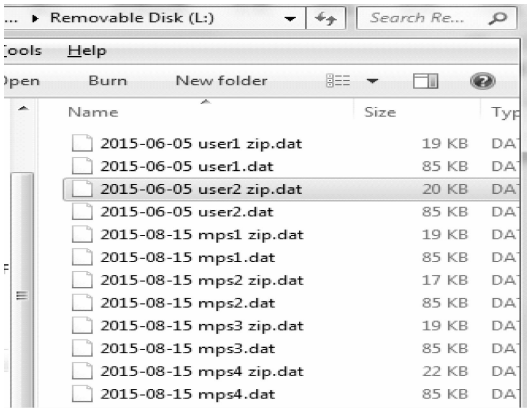 ... ▸ Removable Disk (L:) Search Re...
Tools Help
Open Burn New folder
Name Size Typ
2015-06-05 user1 zip.dat 19 KB DA
2015-06-05 user1.dat 85 KB DA
2015-06-05 user2 zip.dat 20 KB DA
2015-06-05 user2.dat 85 KB DA
2015-08-15 mps1 zip.dat 19 KB DA
2015-08-15 mps1.dat 85 KB DA
2015-08-15 mps2 zip.dat 17 KB DA
2015-08-15 mps2.dat 85 KB DA
2015-08-15 mps3 zip.dat 19 KB DA
2015-08-15 mps3.dat 85 KB DA
2015-08-15 mps4 zip.dat 22 KB DA
2015-08-15 mps4.dat 85 KB DA